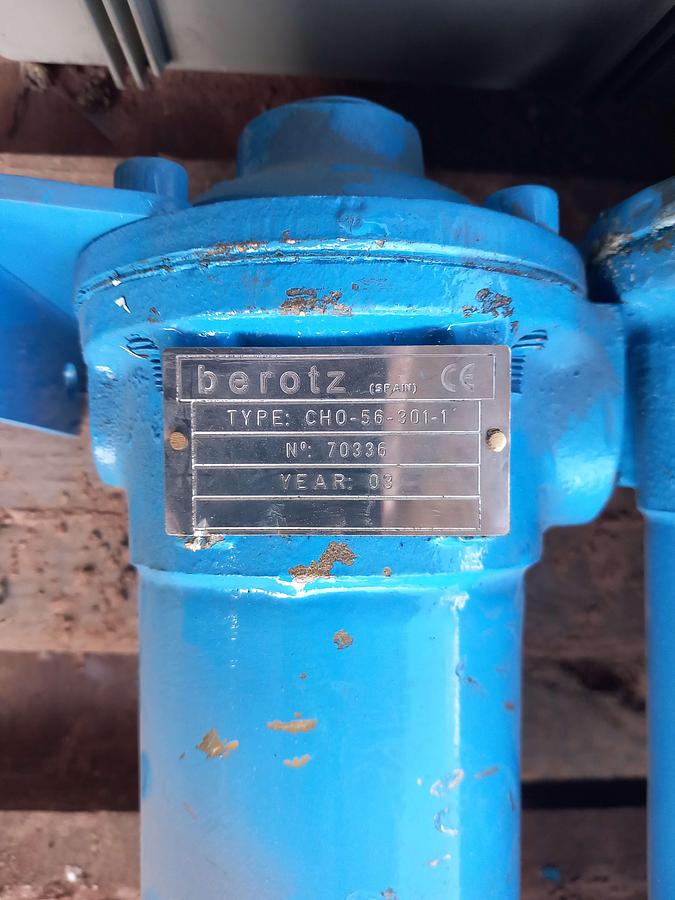 berotz (SPAIN) CE
TYPE: CHO-56-301-1
Nº: 70336
YEAR: 03